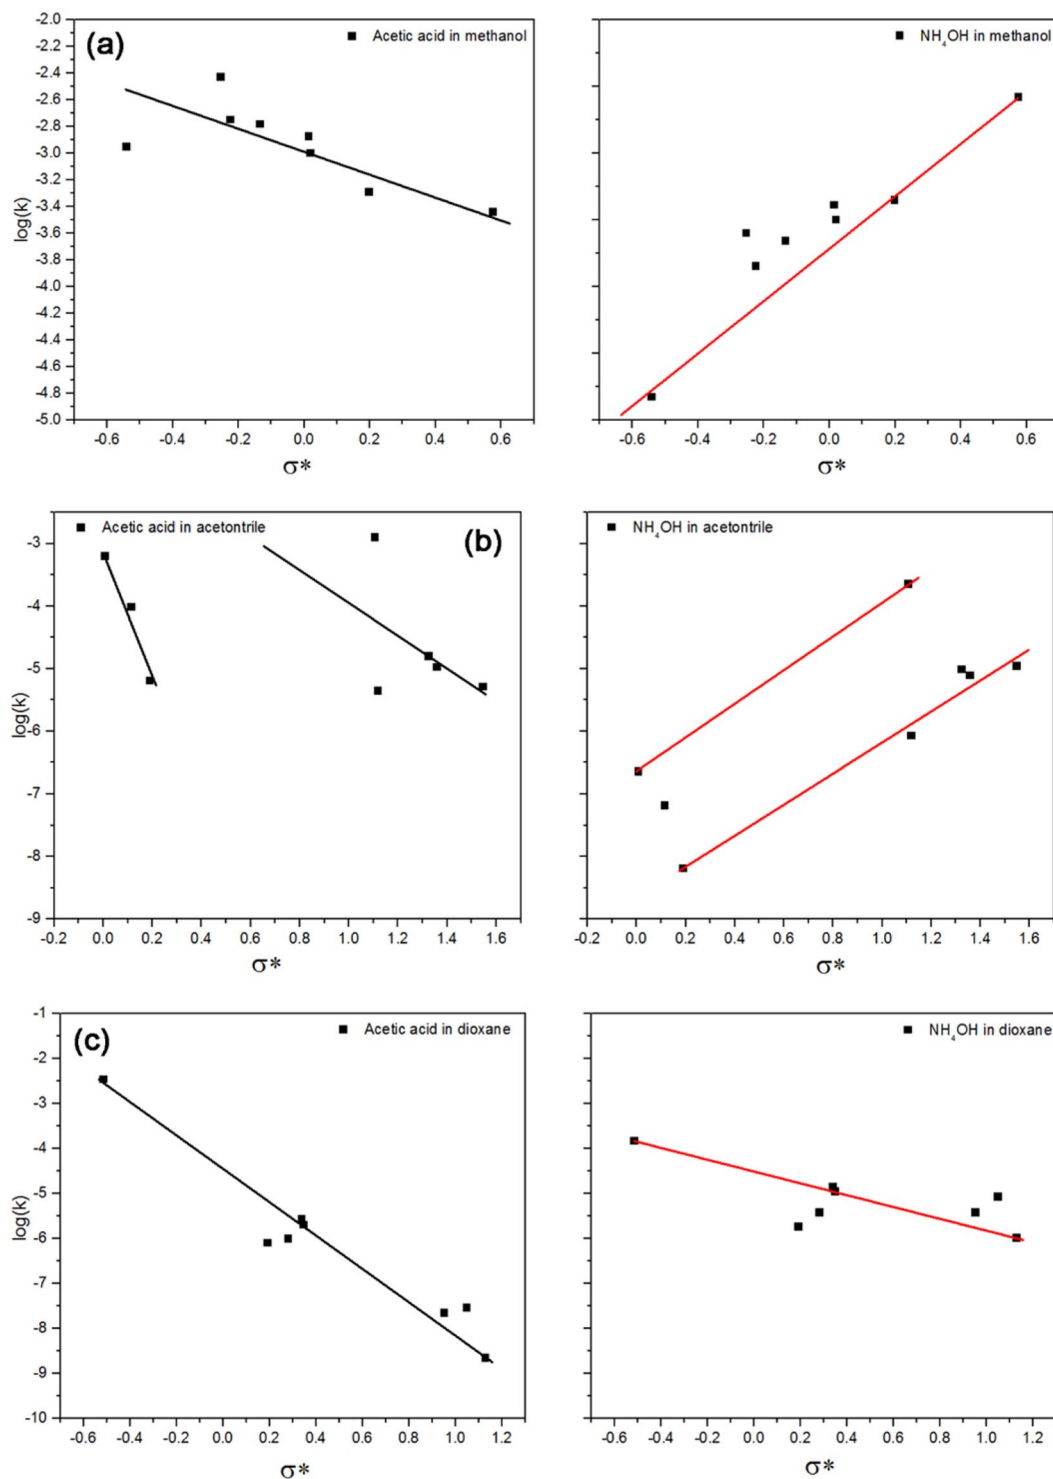 (a)
Acetic acid in methanol
-2.0
-2.2
-2.4
-2.6
-2.8
-3.0
-3.2
-3.4
-3.6
-3.8
-4.0
-4.2
-4.4
-4.6
-4.8
-5.0
log(k)
-0.6 -0.4 -0.2 0.0 0.2 0.4 0.6
σ*
NH₄OH in methanol
-0.6 -0.4 -0.2 0.0 0.2 0.4 0.6
σ*
Acetic acid in acetontrile
(b)
-3
-4
-5
-6
-7
-8
-9
log(k)
-0.2 0.0 0.2 0.4 0.6 0.8 1.0 1.2 1.4 1.6
σ*
NH₄OH in acetontrile
-0.2 0.0 0.2 0.4 0.6 0.8 1.0 1.2 1.4 1.6
σ*
(c)
Acetic acid in dioxane
-1
-2
-3
-4
-5
-6
-7
-8
-9
-10
log(k)
-0.6 -0.4 -0.2 0.0 0.2 0.4 0.6 0.8 1.0 1.2
σ*
NH₄OH in dioxane
-0.6 -0.4 -0.2 0.0 0.2 0.4 0.6 0.8 1.0 1.2
σ*